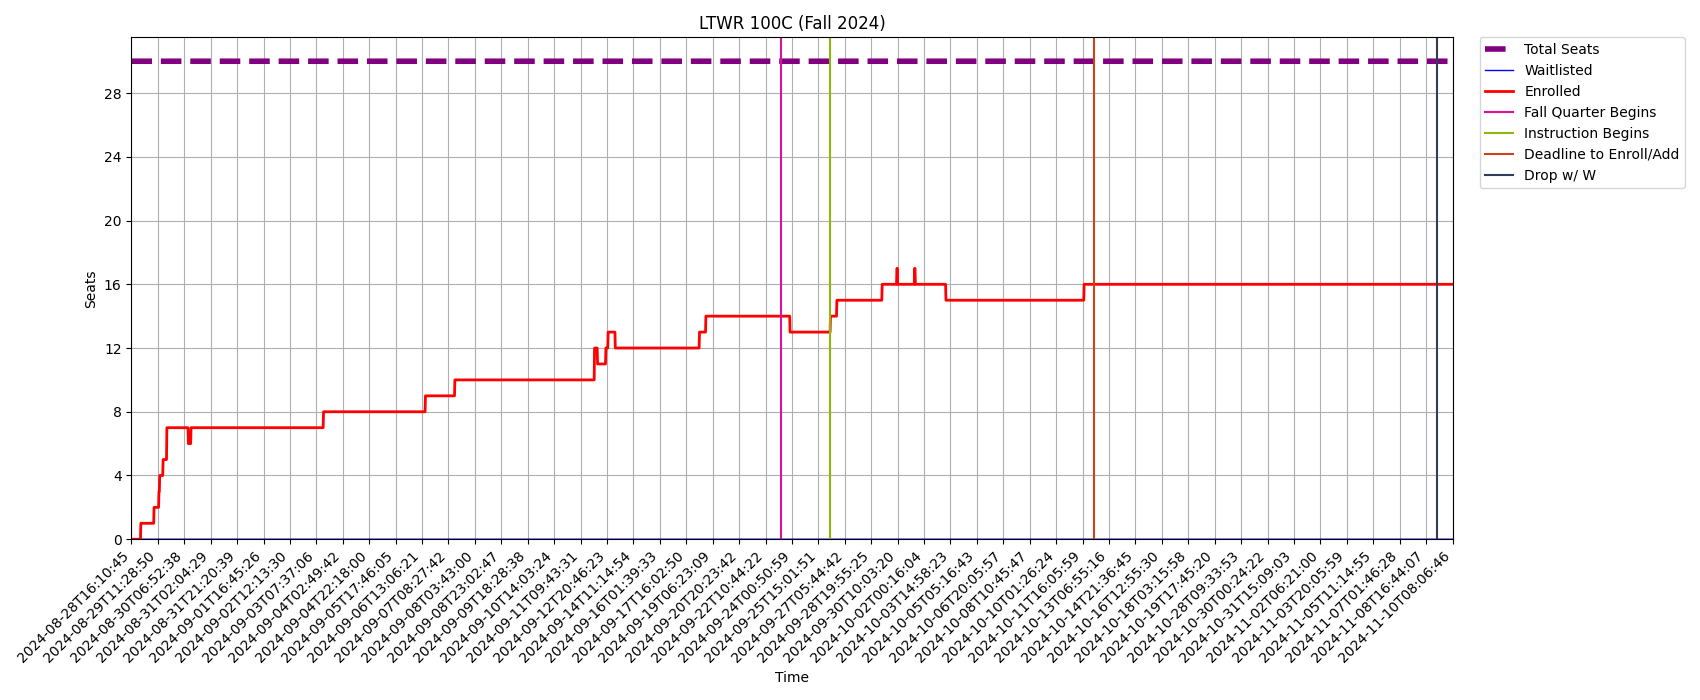 LTWR 100C (Fall 2024)
Total Seats
Waitlisted
Enrolled
Fall Quarter Begins
Instruction Begins
Deadline to Enroll/Add
Drop w/ W
Seats
28
24
20
16
12
8
4
0
2024-08-28T16:10:45
2024-08-29T11:28:50
2024-08-30T06:52:38
2024-08-31T02:04:29
2024-08-31T21:20:39
2024-09-01T16:45:26
2024-09-02T12:13:30
2024-09-03T07:37:06
2024-09-04T02:49:42
2024-09-04T22:18:00
2024-09-05T17:46:05
2024-09-06T13:06:21
2024-09-07T08:27:42
2024-09-08T03:43:00
2024-09-08T23:02:47
2024-09-09T18:28:38
2024-09-10T14:03:24
2024-09-11T09:43:31
2024-09-12T20:46:23
2024-09-14T11:14:54
2024-09-16T01:39:33
2024-09-17T16:02:50
2024-09-19T06:23:09
2024-09-20T20:23:42
2024-09-22T10:44:22
2024-09-24T00:50:59
2024-09-25T15:01:51
2024-09-27T05:44:42
2024-09-28T19:55:25
2024-09-30T10:03:20
2024-10-02T00:16:04
2024-10-03T14:58:23
2024-10-05T05:16:43
2024-10-06T20:05:57
2024-10-08T10:45:47
2024-10-10T01:26:24
2024-10-11T16:05:59
2024-10-13T06:55:16
2024-10-14T21:36:45
2024-10-16T12:55:30
2024-10-18T03:15:58
2024-10-19T17:45:20
2024-10-28T09:33:53
2024-10-30T00:24:22
2024-10-31T15:09:03
2024-11-02T06:21:00
2024-11-03T20:05:59
2024-11-05T11:14:55
2024-11-07T01:46:28
2024-11-08T16:44:07
2024-11-10T08:06:46
Time